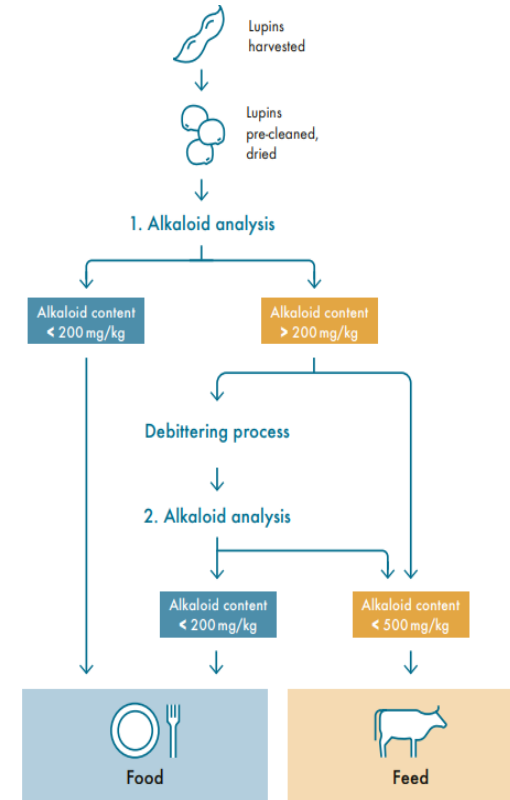 Lupins
harvested
Lupins
pre-cleaned,
dried
1. Alkaloid analysis
Alkaloid content
< 200 mg/kg
Alkaloid content
> 200 mg/kg
Debittering process
2. Alkaloid analysis
Alkaloid content
< 200 mg/kg
Alkaloid content
< 500 mg/kg
Food
Feed